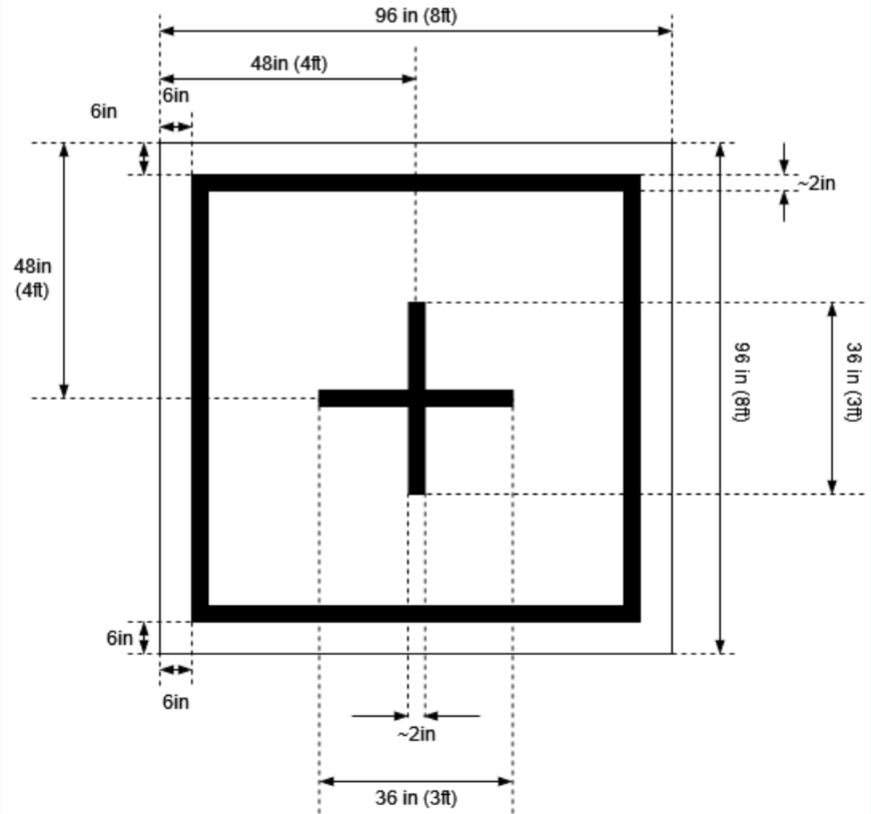 96 in (8ft)
48in (4ft)
6in
6in
~2in
48in
(4ft)
96 in (8ft)
36 in (3ft)
6in
6in
~2in
36 in (3ft)